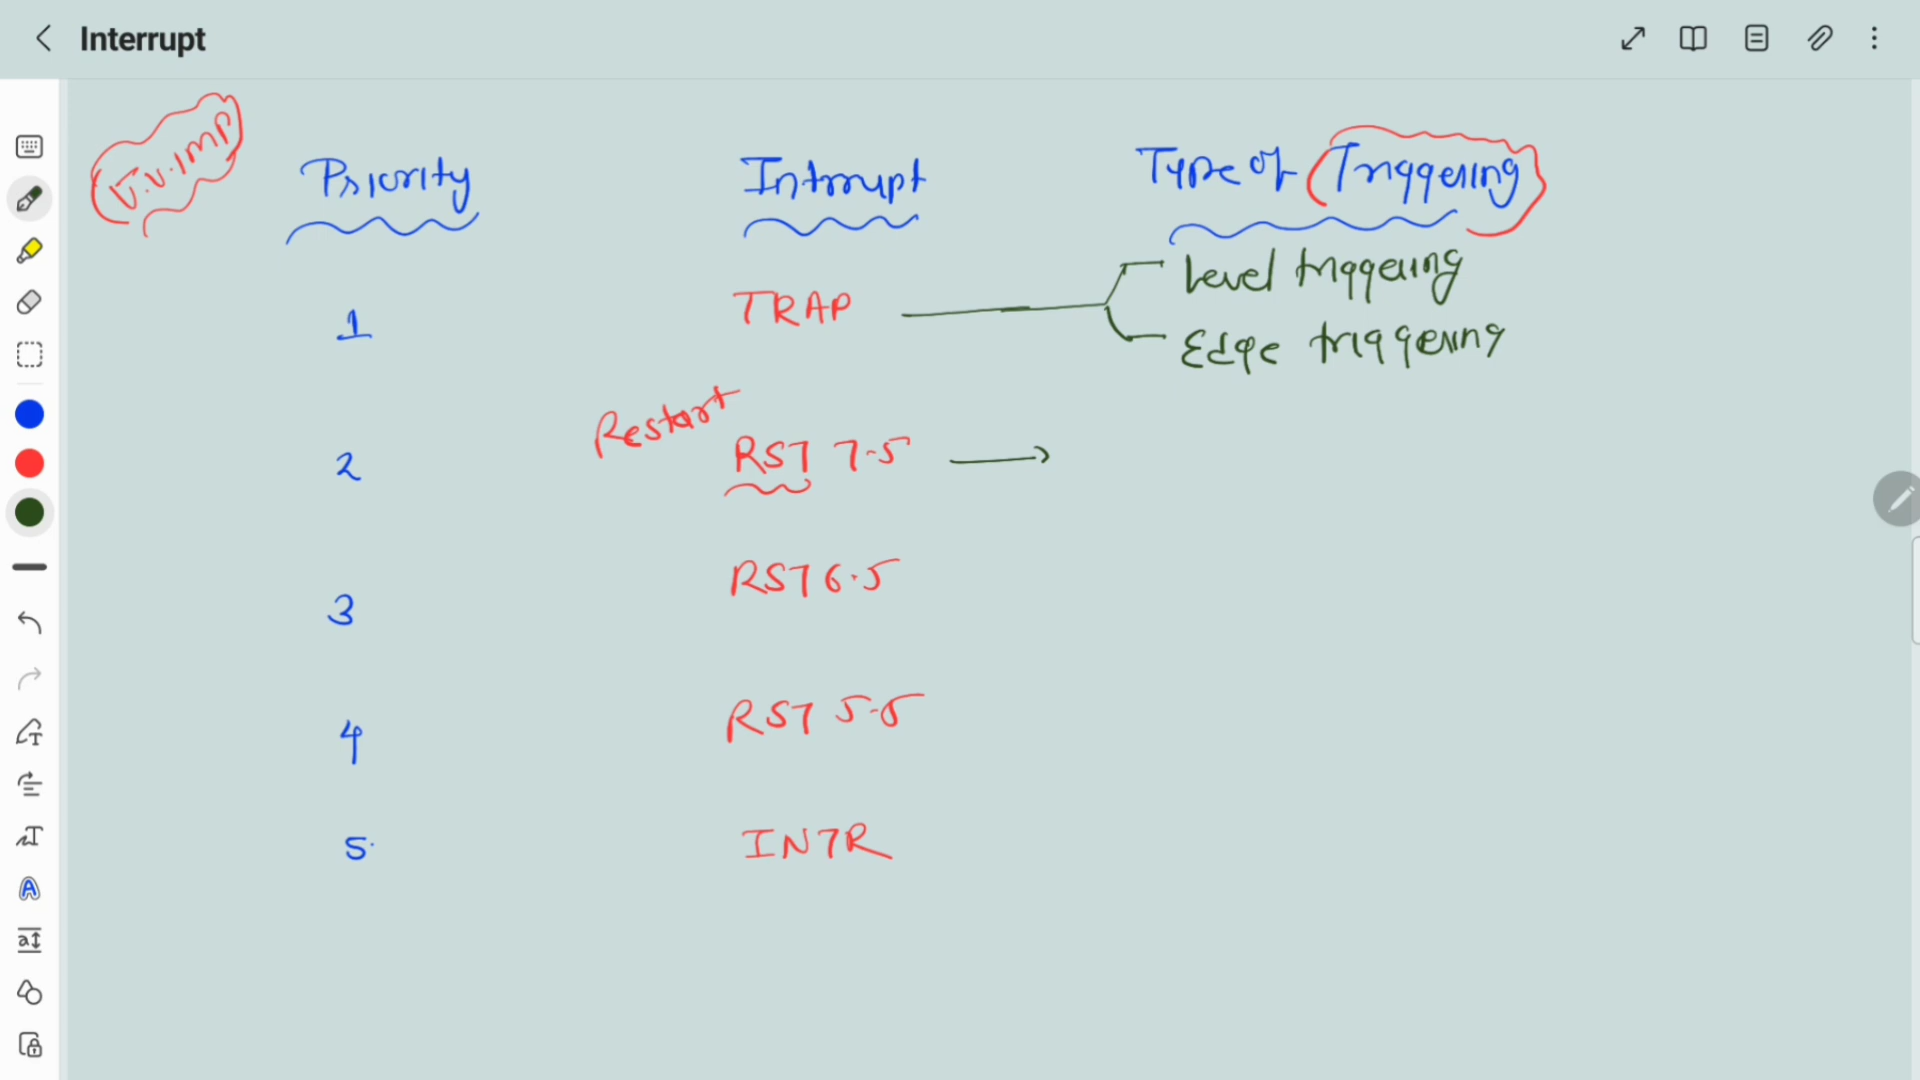 Interrupt
V.V.IMP
Priority Intrrupt Type of Triggering
1 TRAP Level triggering
Edge triggering
Restart
2 RST 7.5
3 RST 6.5
4 RST 5.5
5. INTR